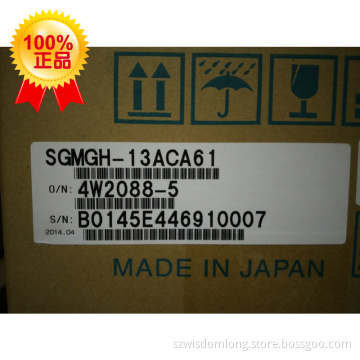 100%
正品
SGMGH-13ACA61
O/N: 4W2088-5
S/N: B0145E446910007
2014.04
MADE IN JAPAN
szwisdomlong.store.bossgoo.com